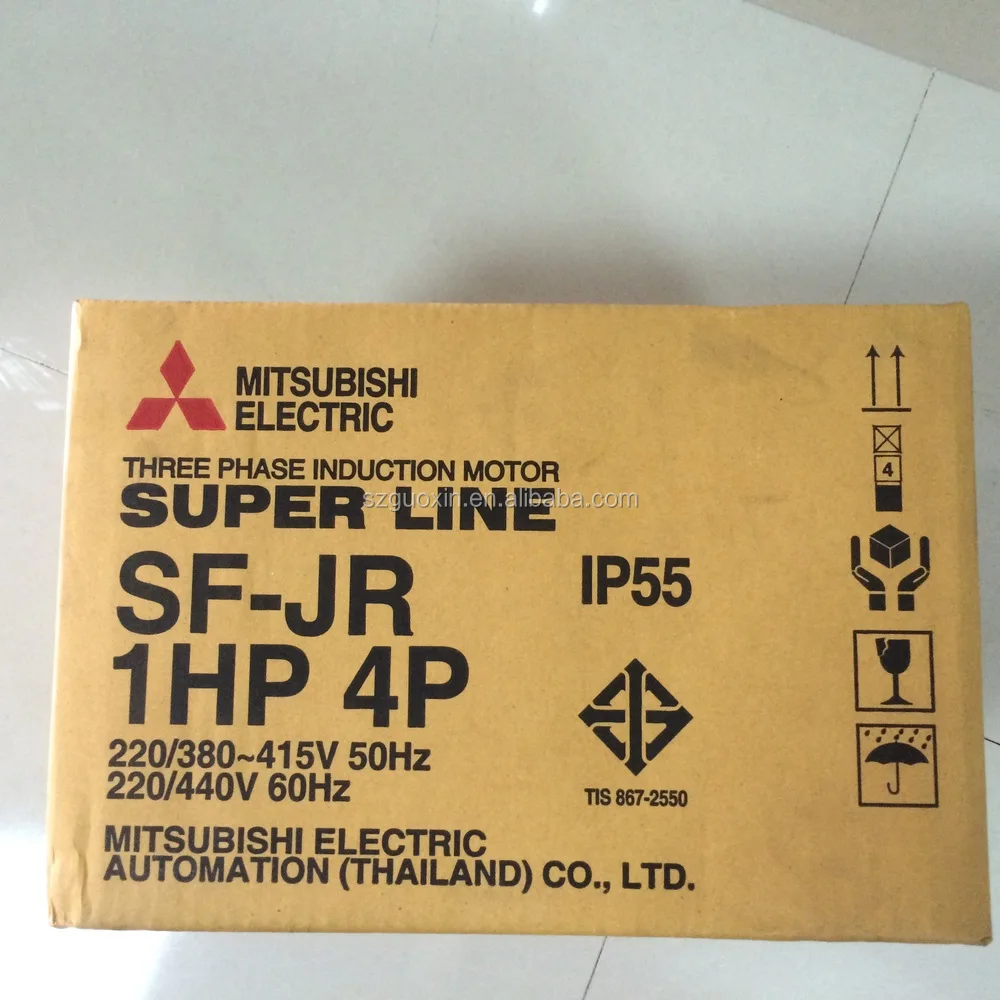 MITSUBISHI
ELECTRIC
THREE PHASE INDUCTION MOTOR
SUPER LINE
szguoxin.en.alibaba.com
SF-JR
IP55
1HP 4P
220/380~415V 50Hz
220/440V 60Hz
TIS 867-2550
MITSUBISHI ELECTRIC
AUTOMATION (THAILAND) CO., LTD.
4